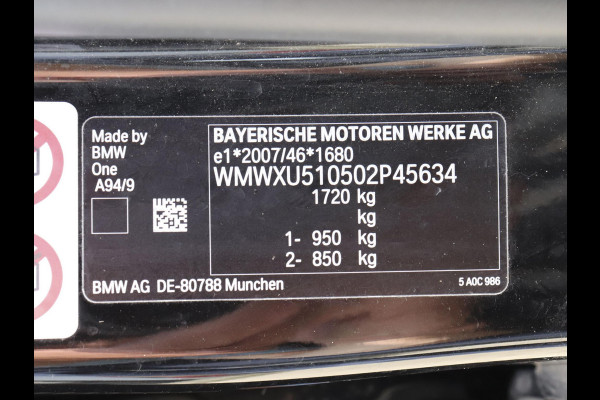 Made by
BMW
One
A94/9
BAYERISCHE MOTOREN WERKE AG
e1*2007/46*1680
WMWXU510502P45634
1720 kg
kg
1- 950 kg
2- 850 kg
BMW AG DE-80788 Munchen
5 A0C 986